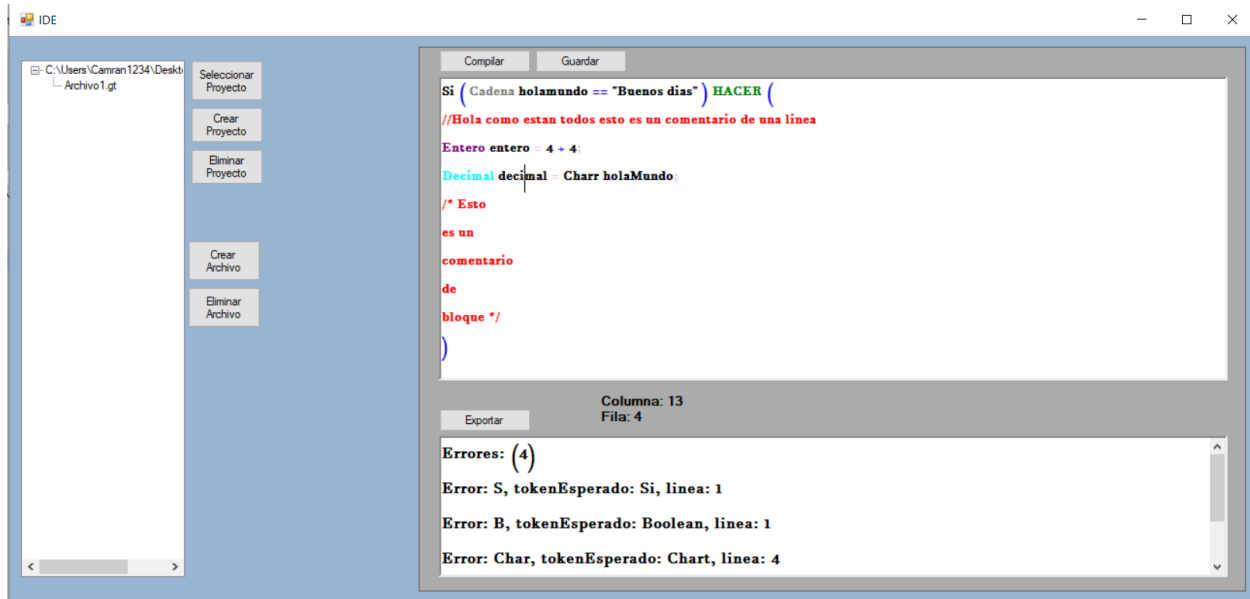 IDE
C:\Users\Camran1234\Deskt
Archivo1.gt
Seleccionar
Proyecto
Crear
Proyecto
Eliminar
Proyecto
Crear
Archivo
Eliminar
Archivo
Compilar
Guardar
Si ( Cadena holamundo == "Buenos dias" ) HACER (
//Hola como estan todos esto es un comentario de una linea
Entero entero = 4 + 4;
Decimal decimal = Charr holaMundo;
/* Esto
es un
comentario
de
bloque */
)
Columna: 13
Fila: 4
Exportar
Errores: (4)
Error: S, tokenEsperado: Si, linea: 1
Error: B, tokenEsperado: Boolean, linea: 1
Error: Char, tokenEsperado: Chart, linea: 4